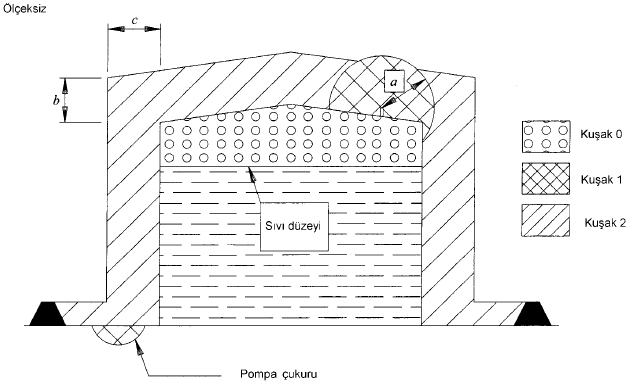 Ölçeksiz
c
a
b
Kuşak 0
Kuşak 1
Sıvı düzeyi
Kuşak 2
Pompa çukuru